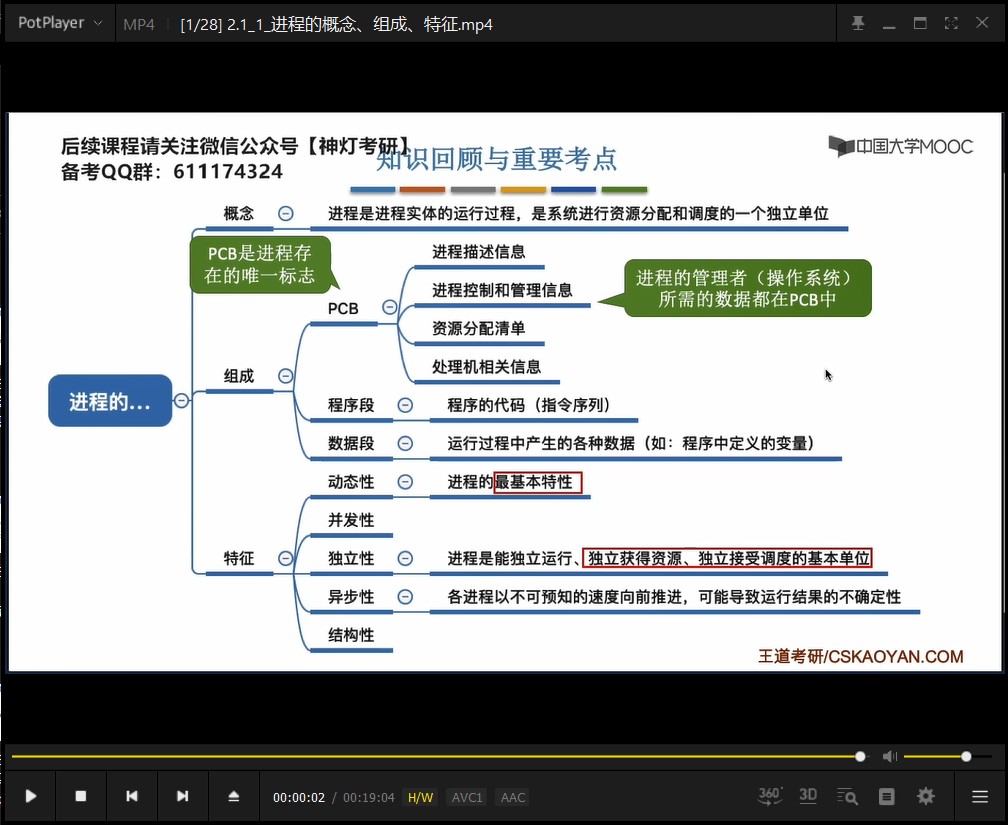 PotPlayer
MP4
[1/28] 2.1_1_进程的概念、组成、特征.mp4
后续课程请关注微信公众号【神灯考研】
备考QQ群：611174324
知识回顾与重要考点
中国大学MOOC
概念
进程是进程实体的运行过程，是系统进行资源分配和调度的一个独立单位
PCB是进程存
在的唯一标志
进程描述信息
进程控制和管理信息
进程的管理者（操作系统）
所需的数据都在PCB中
PCB
资源分配清单
处理机相关信息
组成
进程的...
程序段
程序的代码（指令序列）
数据段
运行过程中产生的各种数据（如：程序中定义的变量）
动态性
进程的最基本特性
并发性
特征
独立性
进程是能独立运行、独立获得资源、独立接受调度的基本单位
异步性
各进程以不可预知的速度向前推进，可能导致运行结果的不确定性
结构性
王道考研/CSKAOYAN.COM
00:00:02 / 00:19:04 H/W AVC1 AAC
360° 3D